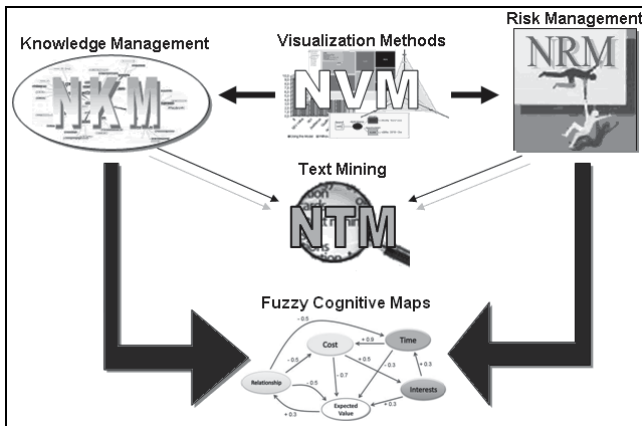 Risk Management
Knowledge Management
Visualization Methods
NRM
NVM
NKM
Text Mining
NTM
Fuzzy Cognitive Maps
- 0.5
Cost
+ 0.9
Time
- 0.5
+ 0.5
- 0.3
+ 0.3
- 0.7
Relationship
- 0.5
Interests
+ 0.3
Expected
Value
+ 0.3